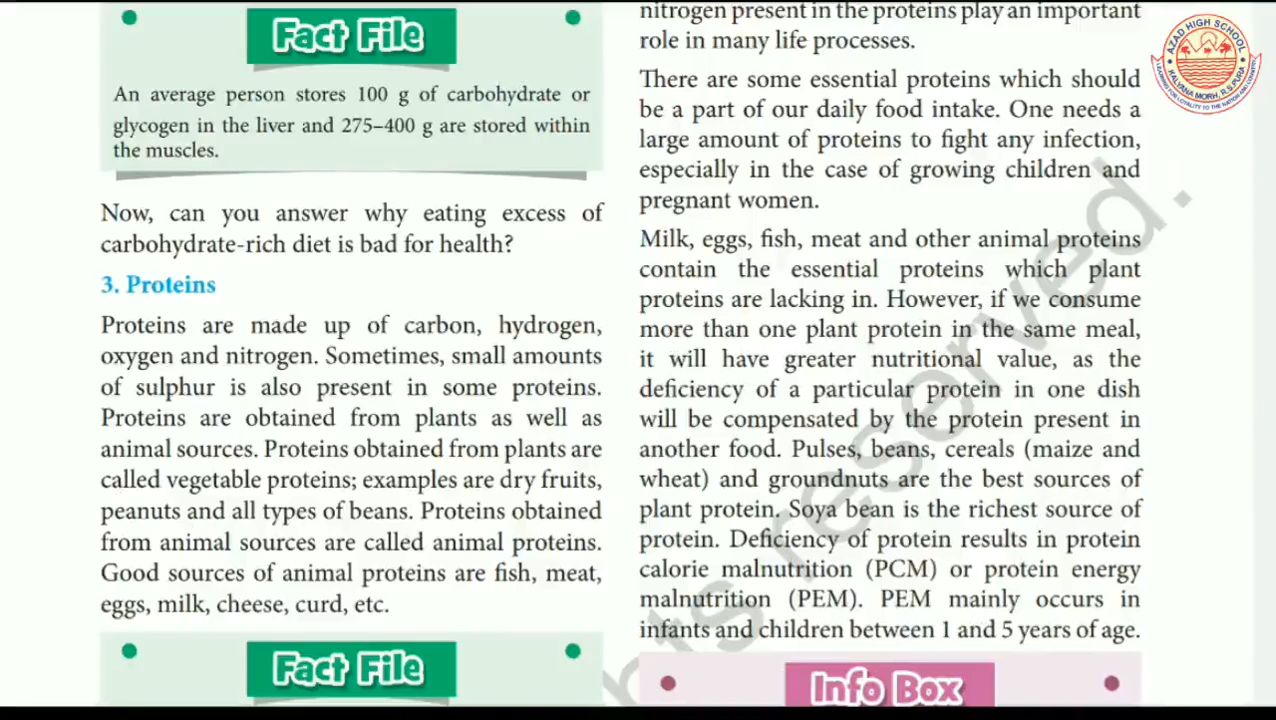 Fact File
An average person stores 100 g of carbohydrate or
glycogen in the liver and 275–400 g are stored within
the muscles.
Now, can you answer why eating excess of
carbohydrate-rich diet is bad for health?
3. Proteins
Proteins are made up of carbon, hydrogen,
oxygen and nitrogen. Sometimes, small amounts
of sulphur is also present in some proteins.
Proteins are obtained from plants as well as
animal sources. Proteins obtained from plants are
called vegetable proteins; examples are dry fruits,
peanuts and all types of beans. Proteins obtained
from animal sources are called animal proteins.
Good sources of animal proteins are fish, meat,
eggs, milk, cheese, curd, etc.
Fact File
nitrogen present in the proteins play an important
role in many life processes.
There are some essential proteins which should
be a part of our daily food intake. One needs a
large amount of proteins to fight any infection,
especially in the case of growing children and
pregnant women.
Milk, eggs, fish, meat and other animal proteins
contain the essential proteins which plant
proteins are lacking in. However, if we consume
more than one plant protein in the same meal,
it will have greater nutritional value, as the
deficiency of a particular protein in one dish
will be compensated by the protein present in
another food. Pulses, beans, cereals (maize and
wheat) and groundnuts are the best sources of
plant protein. Soya bean is the richest source of
protein. Deficiency of protein results in protein
calorie malnutrition (PCM) or protein energy
malnutrition (PEM). PEM mainly occurs in
infants and children between 1 and 5 years of age.
Info Box
AZAD HIGH SCHOOL
KALYANA MORH, R.S.PURA
reserved.